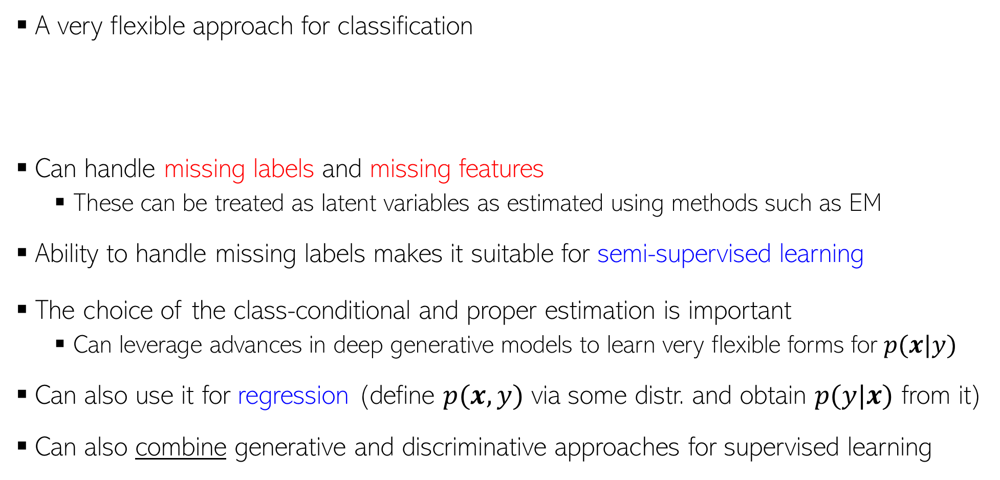 ▪ A very flexible approach for classification
▪ Can handle missing labels and missing features
▪ These can be treated as latent variables as estimated using methods such as EM
▪ Ability to handle missing labels makes it suitable for semi-supervised learning
▪ The choice of the class-conditional and proper estimation is important
▪ Can leverage advances in deep generative models to learn very flexible forms for p(x|y)
▪ Can also use it for regression (define p(x, y) via some distr. and obtain p(y|x) from it)
▪ Can also combine generative and discriminative approaches for supervised learning